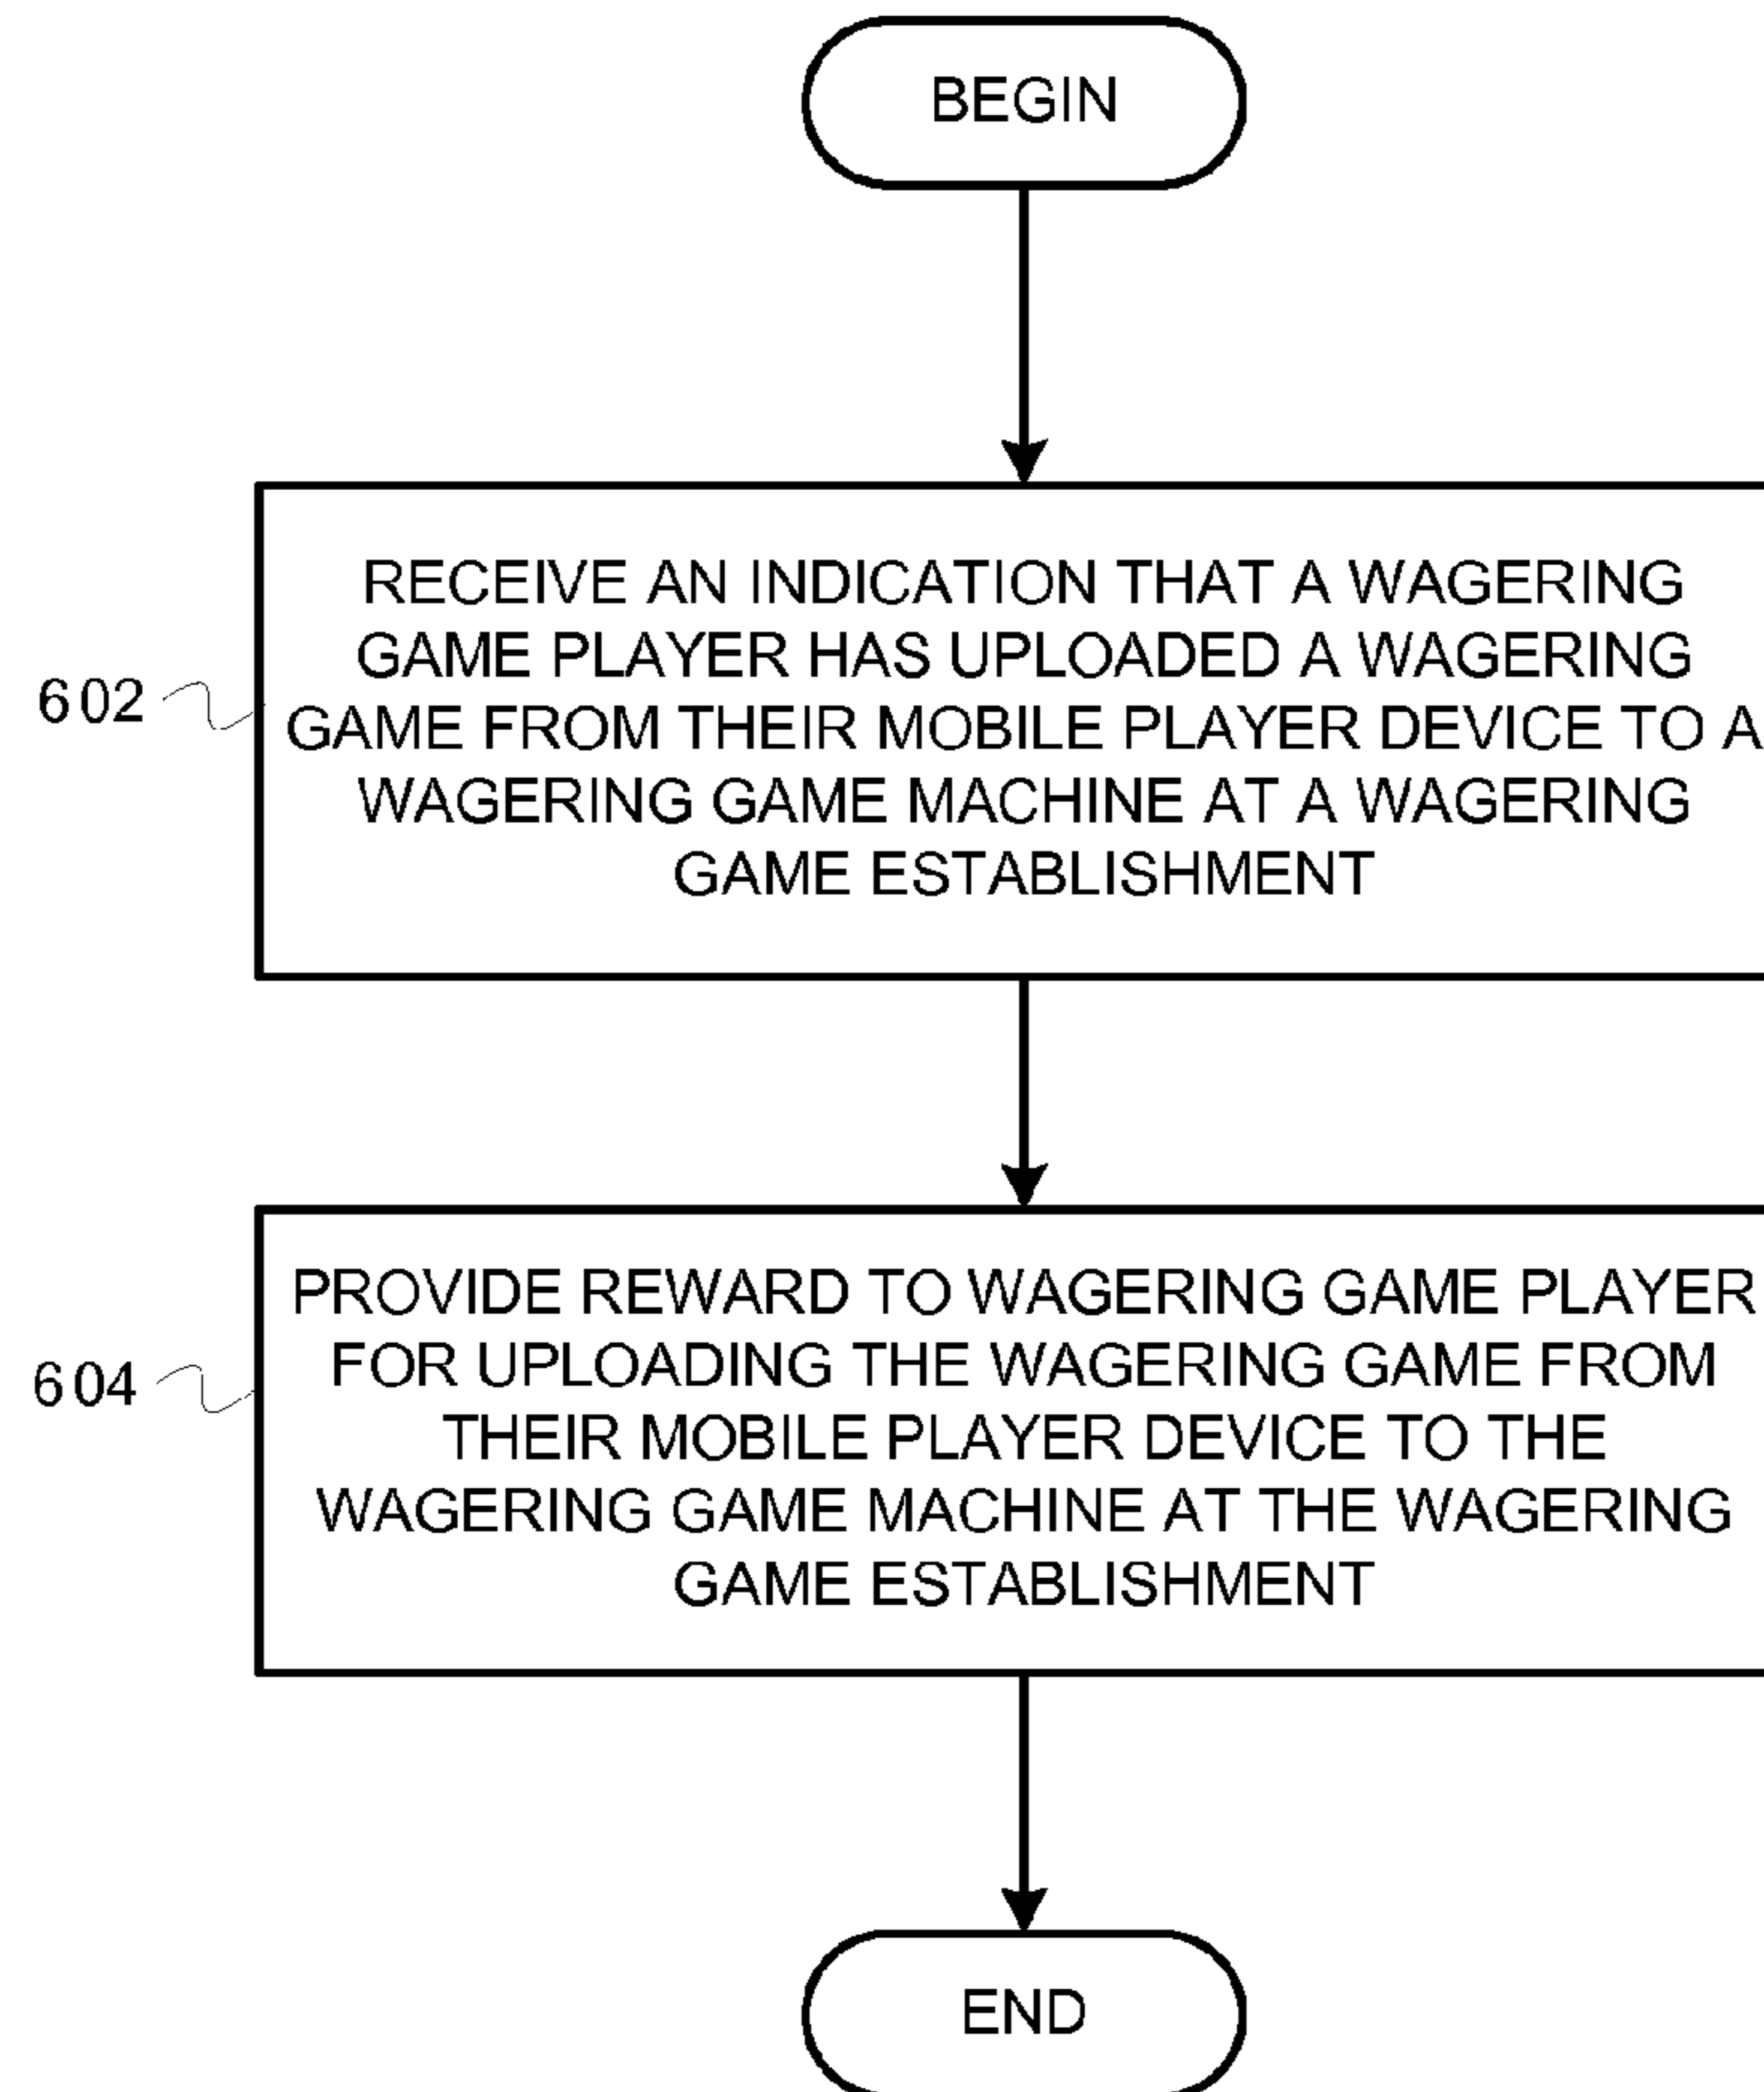 BEGIN
RECEIVE AN INDICATION THAT A WAGERING
GAME PLAYER HAS UPLOADED A WAGERING
602
GAME FROM THEIR MOBILE PLAYER DEVICE TO A
WAGERING GAME MACHINE AT A WAGERING
GAME ESTABLISHMENT
PROVIDE REWARD TO WAGERING GAME PLAYER
FOR UPLOADING THE WAGERING GAME FROM
604
THEIR MOBILE PLAYER DEVICE TO THE
WAGERING GAME MACHINE AT THE WAGERING
GAME ESTABLISHMENT
END